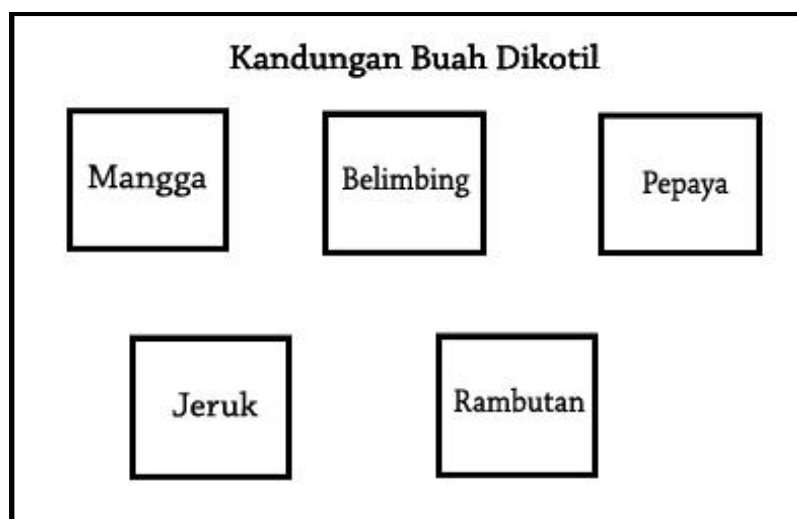 Kandungan Buah Dikotil
Mangga
Belimbing
Pepaya
Jeruk
Rambutan